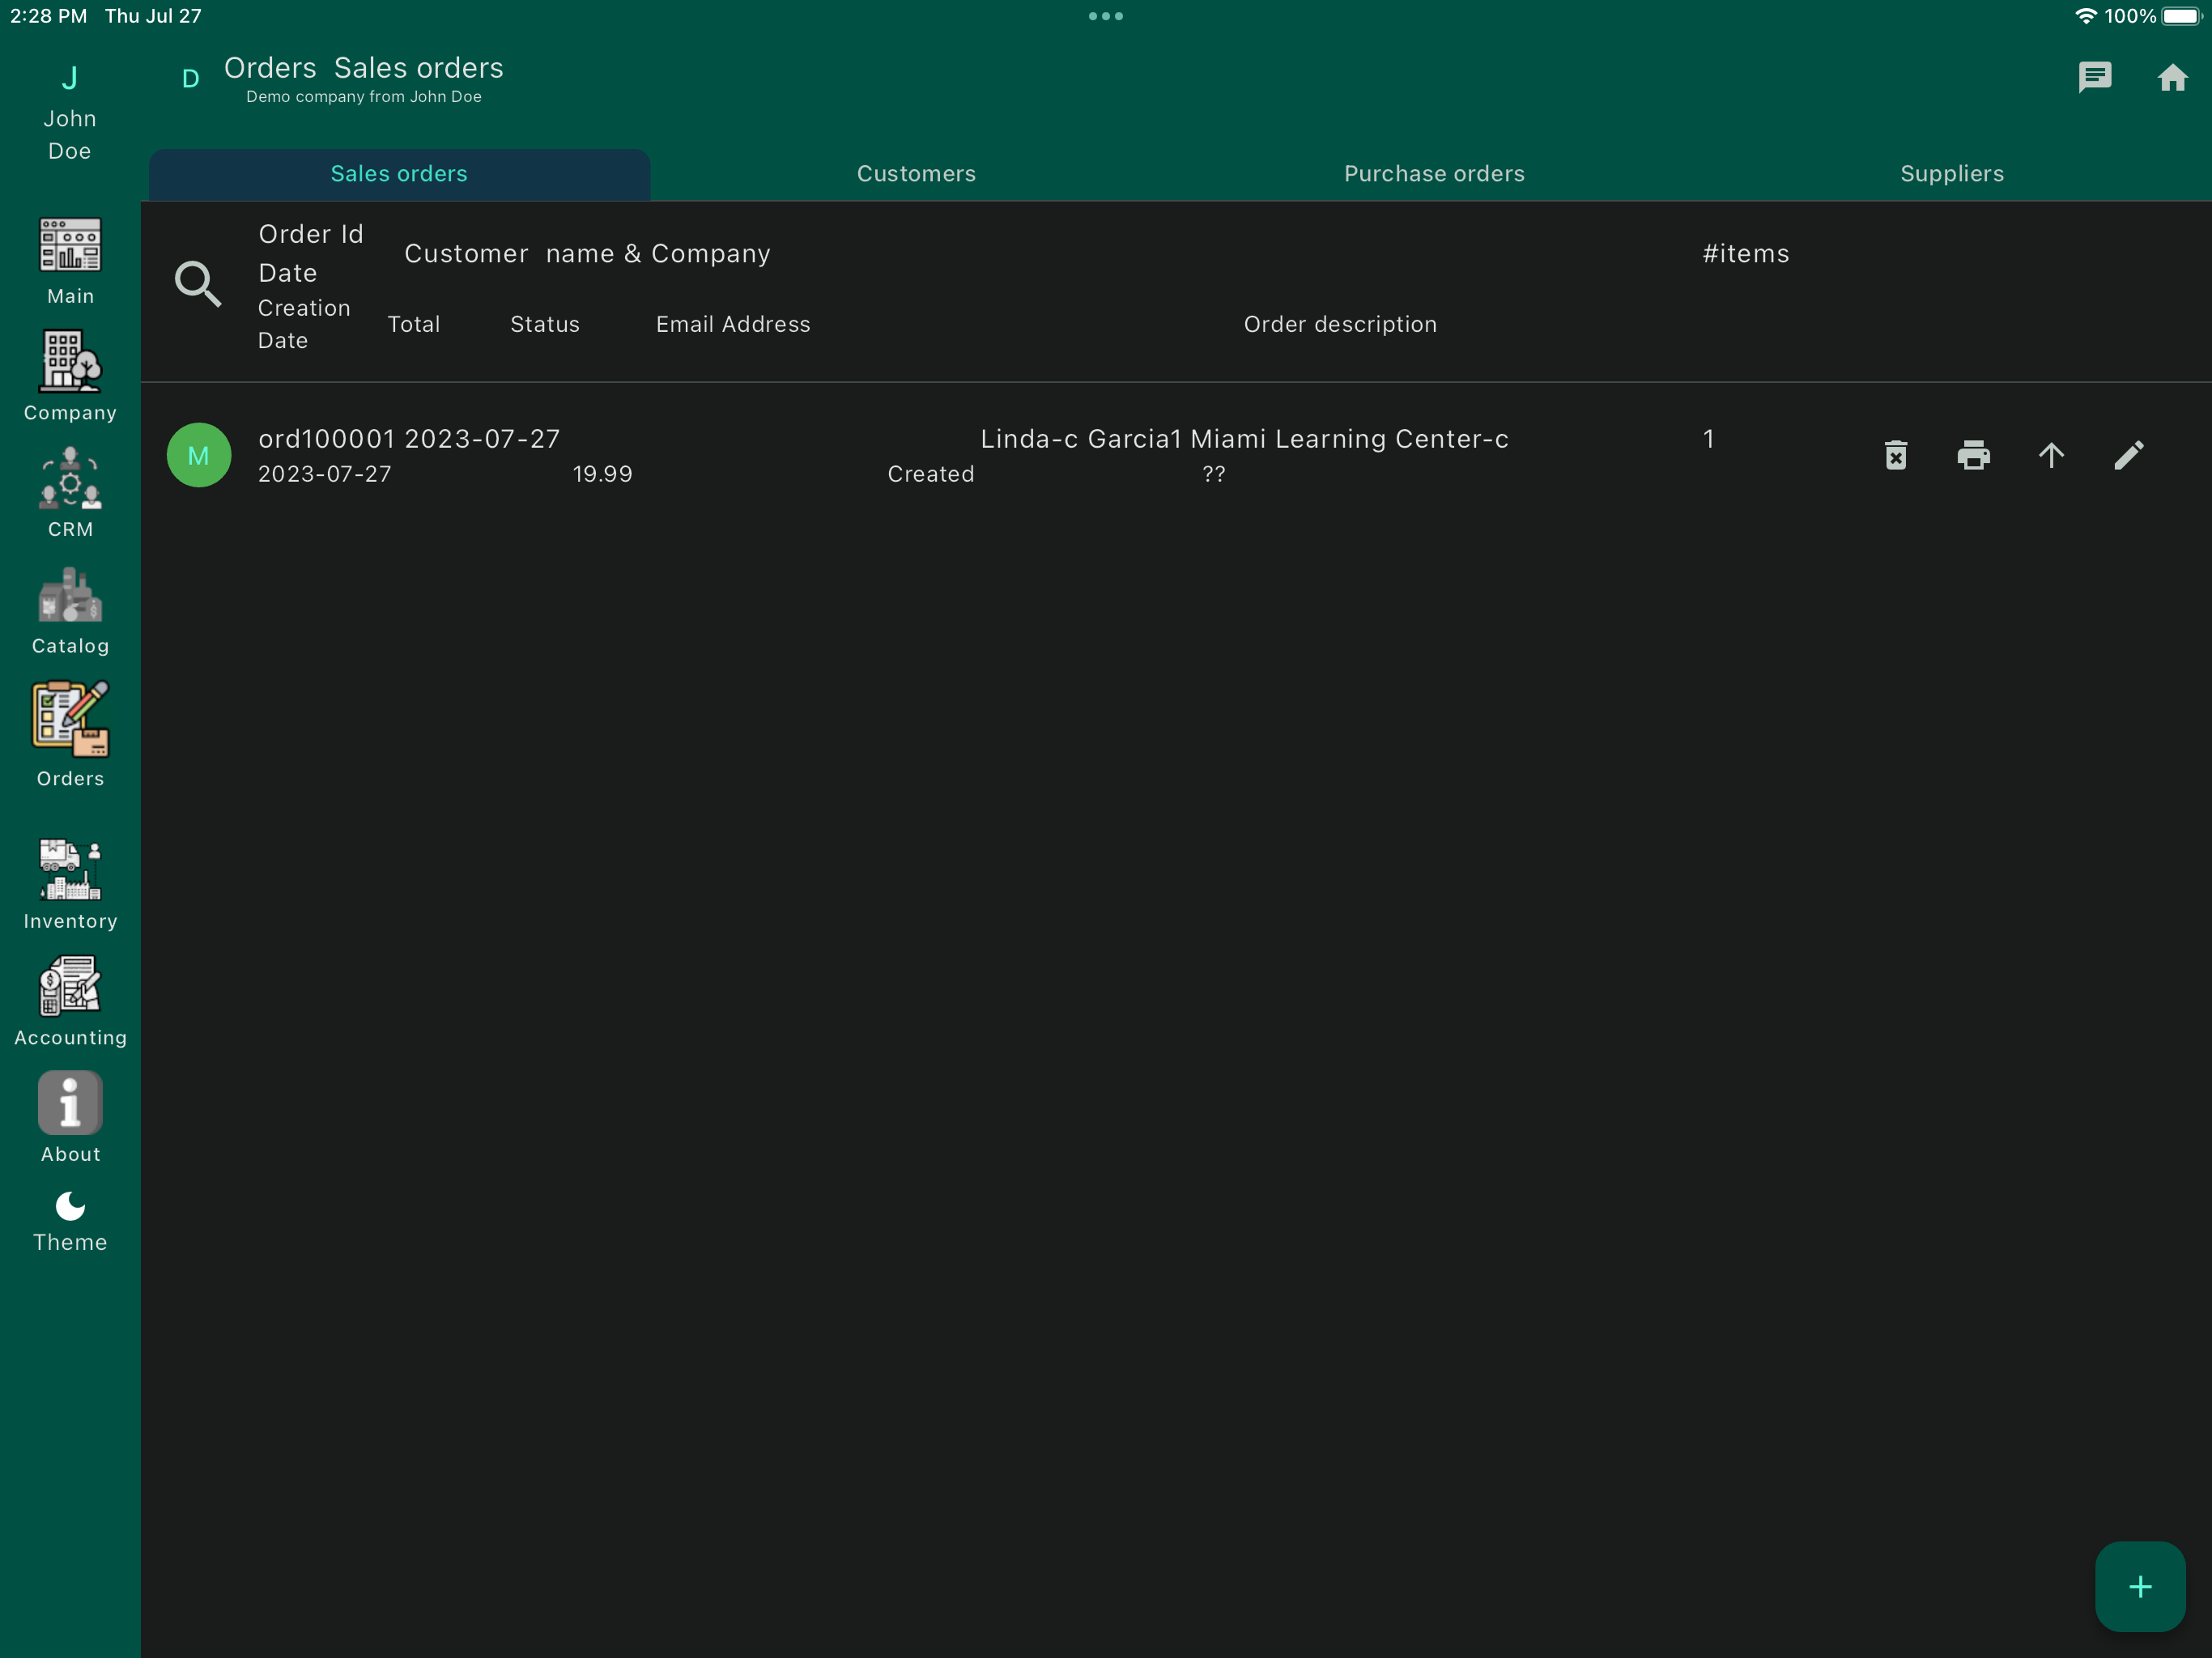 2:28 PM Thu Jul 27
100%
J
John
Doe
D
Orders Sales orders
Demo company from John Doe
Sales orders
Customers
Purchase orders
Suppliers
Order Id
Date
Customer name & Company
#items
Creation
Date
Total
Status
Email Address
Order description
M
ord100001 2023-07-27
Linda-c Garcia1 Miami Learning Center-c
1
2023-07-27
19.99
Created
??
Main
Company
CRM
Catalog
Orders
Inventory
Accounting
About
Theme